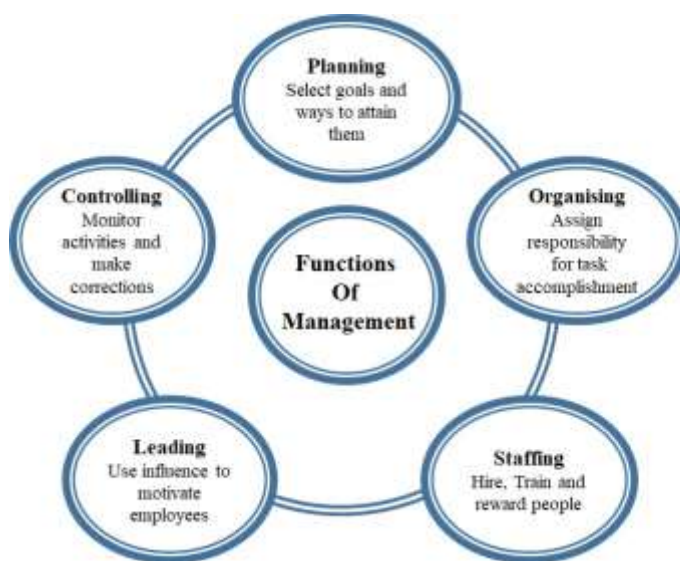 Planning
Select goals and
ways to attain
them
Controlling
Monitor
activities and
make
corrections
Organising
Assign
responsibility
for task
accomplishment
Functions
Of
Management
Leading
Use influence to
motivate
employees
Staffing
Hire, Train and
reward people